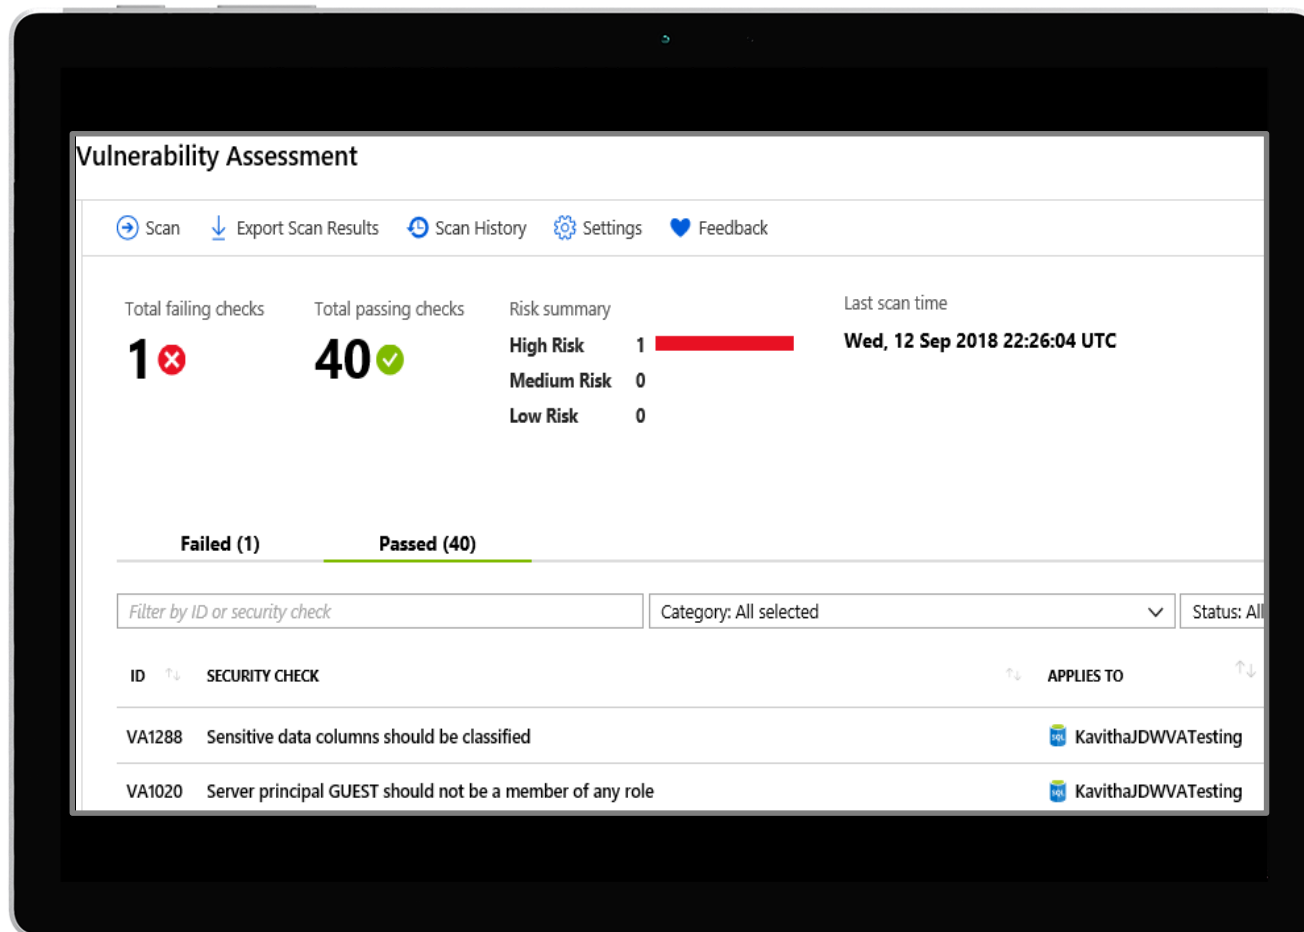 Vulnerability Assessment
Scan Export Scan Results Scan History Settings Feedback
Total failing checks Total passing checks Risk summary Last scan time
1 40 High Risk 1 Wed, 12 Sep 2018 22:26:04 UTC
Medium Risk 0
Low Risk 0
Failed (1) Passed (40)
Filter by ID or security check Category: All selected Status: All
ID SECURITY CHECK APPLIES TO
VA1288 Sensitive data columns should be classified SQL KavithaJDWVATesting
VA1020 Server principal GUEST should not be a member of any role SQL KavithaJDWVATesting